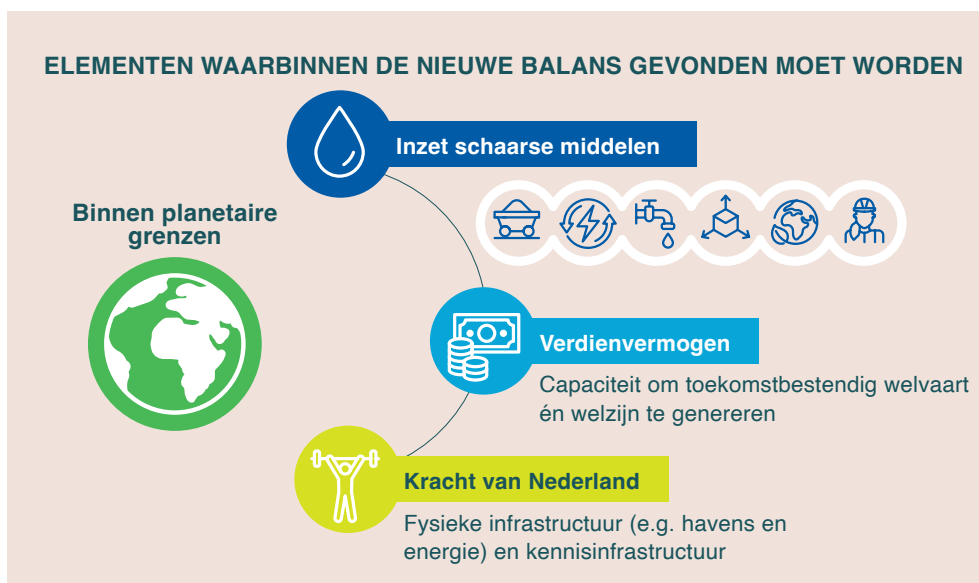 ELEMENTEN WAARBINNEN DE NIEUWE BALANS GEVONDEN MOET WORDEN
Inzet schaarse middelen
Binnen planetaire
grenzen
Verdienvermogen
Capaciteit om toekomstbestendig welvaart
én welzijn te genereren
Kracht van Nederland
Fysieke infrastructuur (e.g. havens en
energie) en kennisinfrastructuur